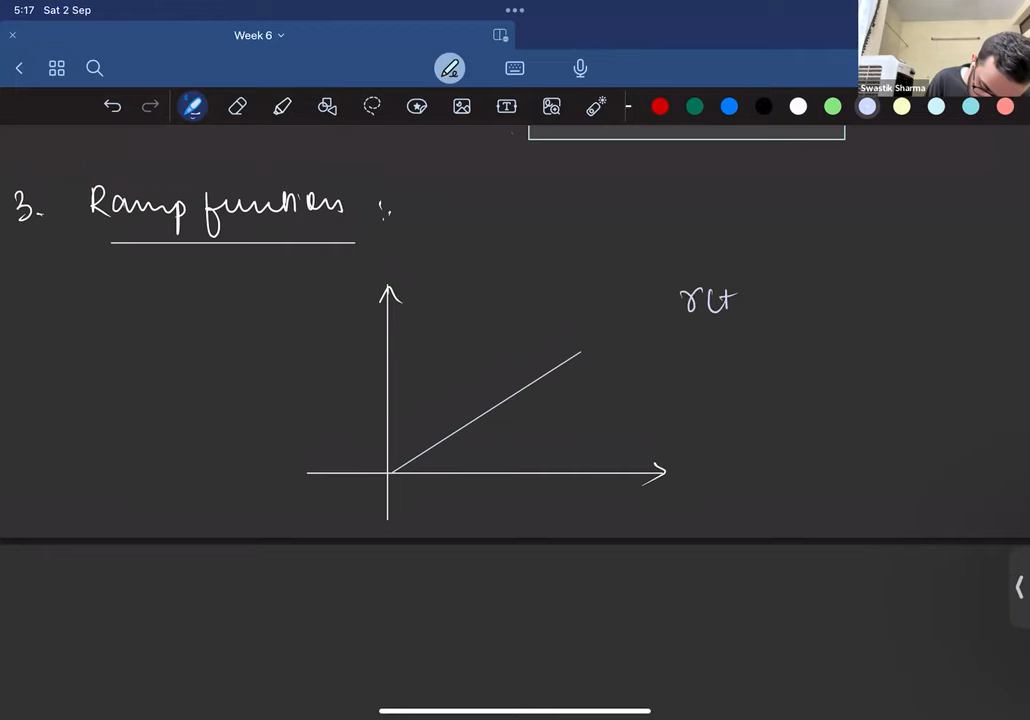 5:17 Sat 2 Sep
Week 6
Swastik Sharma
3. Ramp function :
r(t